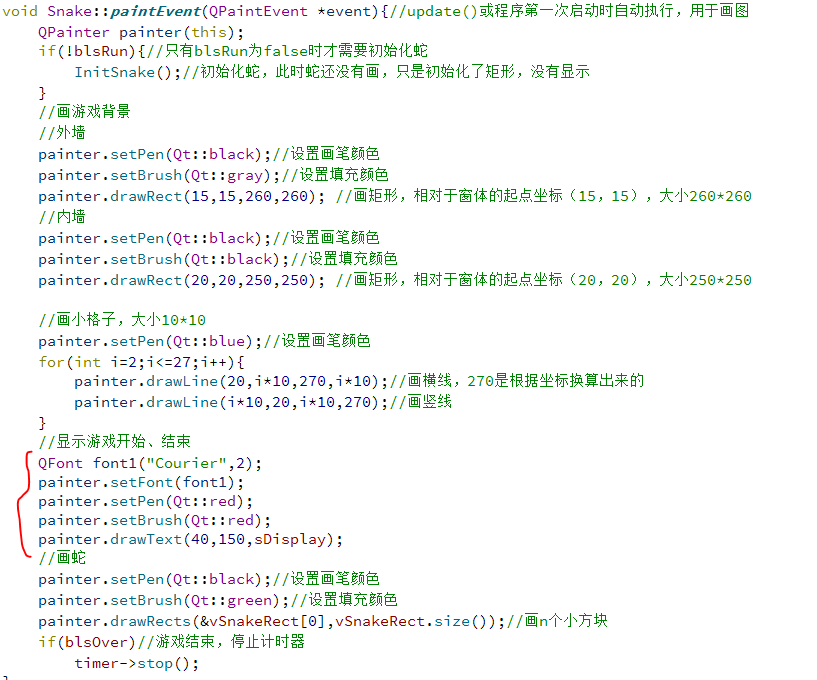 void Snake::paintEvent(QPaintEvent *event){//update()或程序第一次启动时自动执行，用于画图
    QPainter painter(this);
    if(!blsRun){//只有blsRun为false时才需要初始化蛇
        InitSnake();//初始化蛇，此时蛇还没有画，只是初始化了矩形，没有显示
    }
    //画游戏背景
    //外墙
    painter.setPen(Qt::black);//设置画笔颜色
    painter.setBrush(Qt::gray);//设置填充颜色
    painter.drawRect(15,15,260,260); //画矩形，相对于窗体的起点坐标（15，15），大小260*260
    //内墙
    painter.setPen(Qt::black);//设置画笔颜色
    painter.setBrush(Qt::black);//设置填充颜色
    painter.drawRect(20,20,250,250); //画矩形，相对于窗体的起点坐标（20，20），大小250*250

    //画小格子，大小10*10
    painter.setPen(Qt::blue);//设置画笔颜色
    for(int i=2;i<=27;i++){
        painter.drawLine(20,i*10,270,i*10);//画横线，270是根据坐标换算出来的
        painter.drawLine(i*10,20,i*10,270);//画竖线
    }
    //显示游戏开始、结束
    QFont font1("Courier",2);
    painter.setFont(font1);
    painter.setPen(Qt::red);
    painter.setBrush(Qt::red);
    painter.drawText(40,150,sDisplay);
    //画蛇
    painter.setPen(Qt::black);//设置画笔颜色
    painter.setBrush(Qt::green);//设置填充颜色
    painter.drawRects(&vSnakeRect[0],vSnakeRect.size());//画n个小方块
    if(blsOver)//游戏结束，停止计时器
        timer->stop();